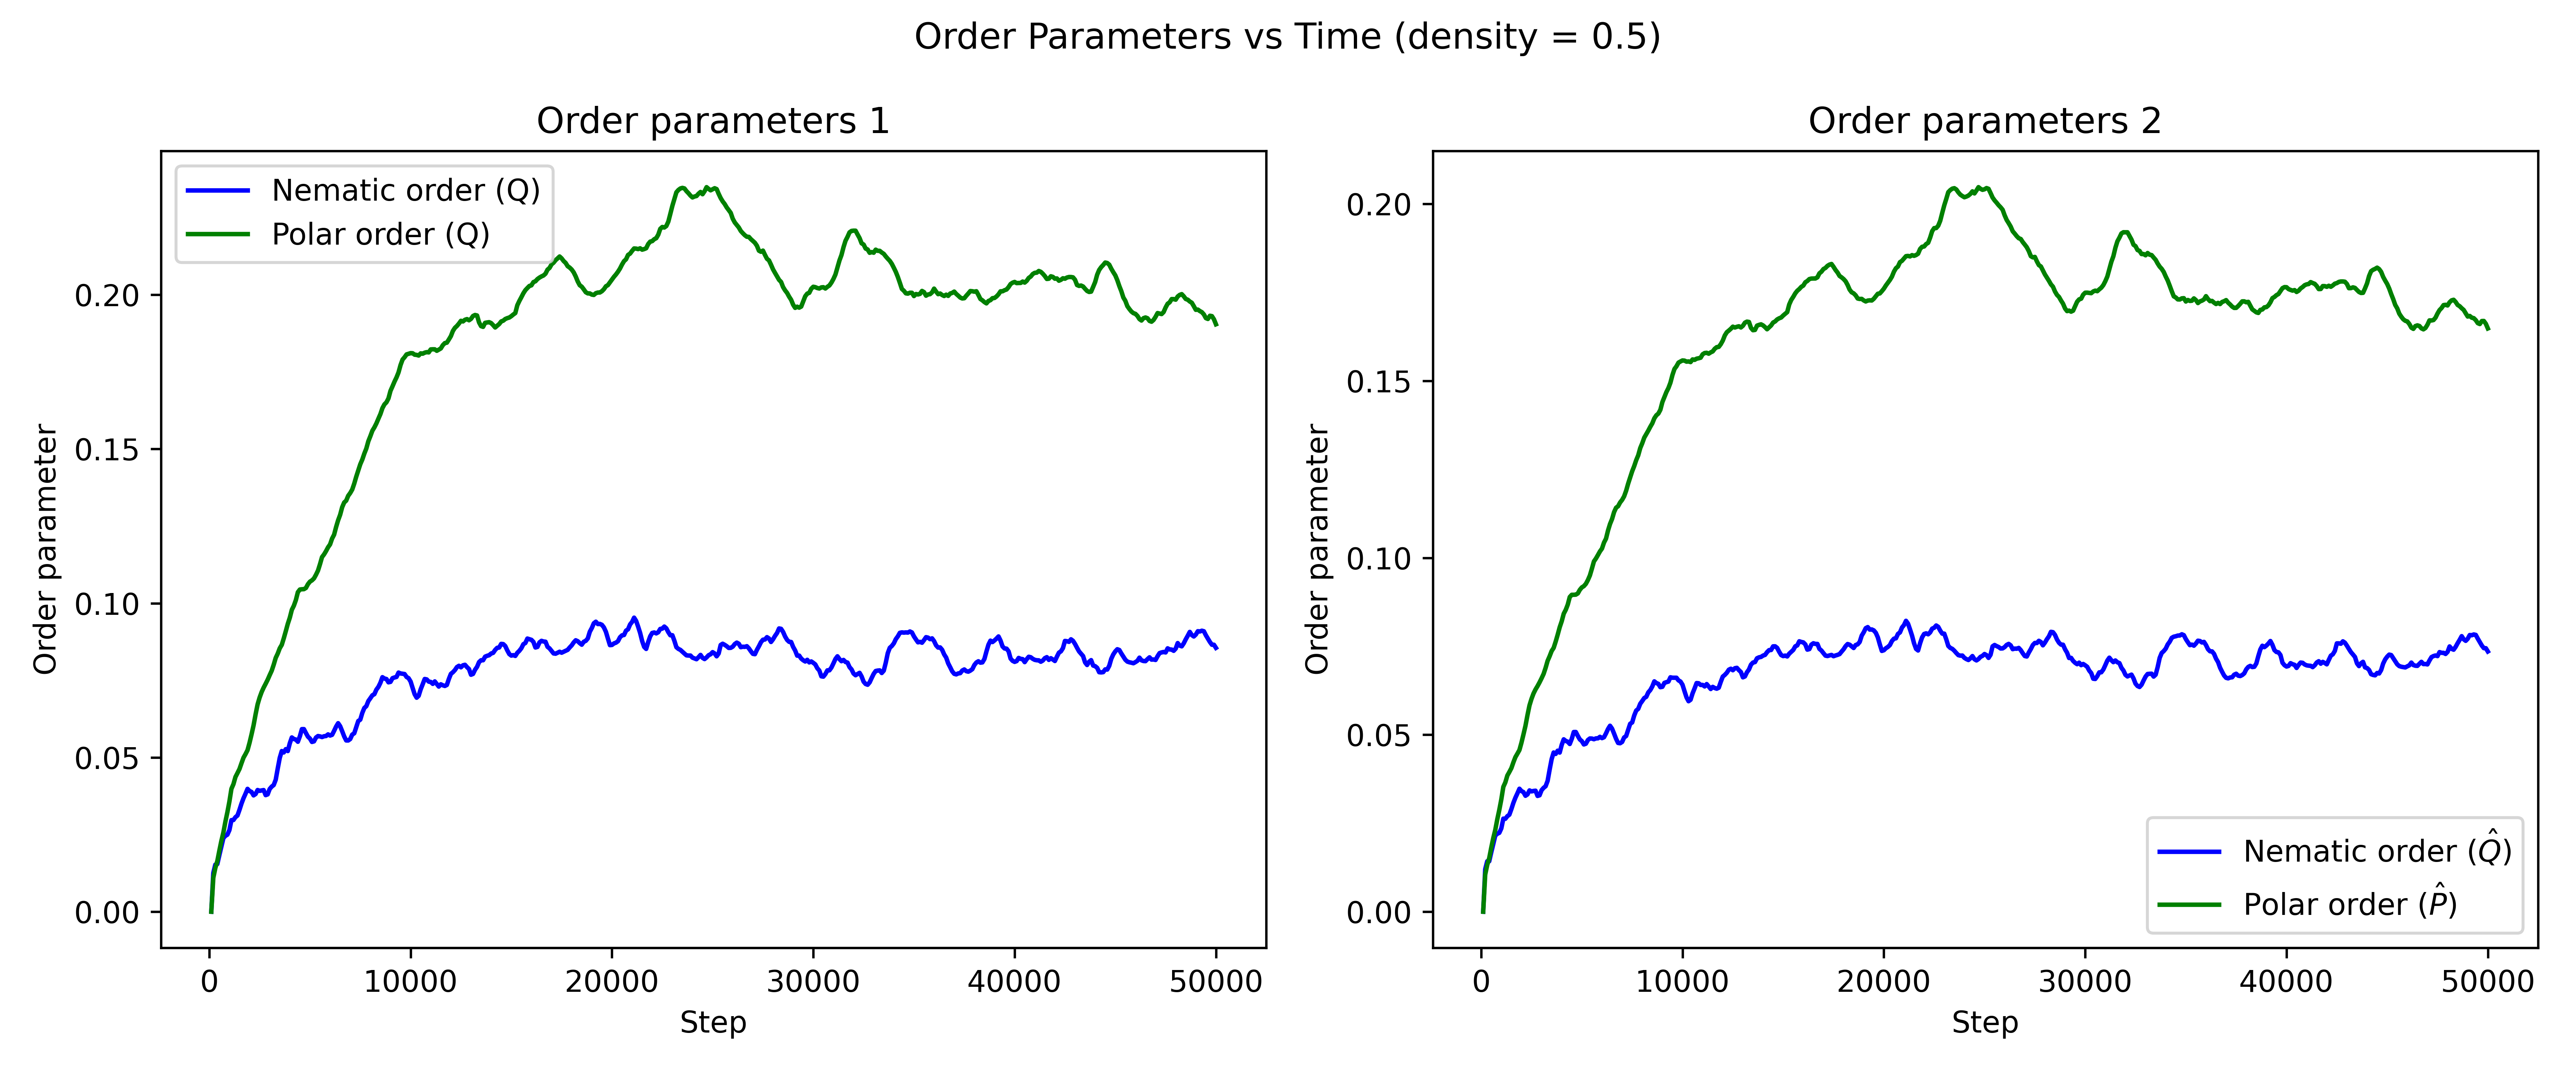 Order Parameters vs Time (density = 0.5)
Order parameters 1
Nematic order (Q)
Polar order (Q)
0.20
0.15
0.10
0.05
0.00
Order parameter
0 10000 20000 30000 40000 50000
Step
Order parameters 2
0.20
0.15
0.10
0.05
0.00
Order parameter
Nematic order (Q̂)
Polar order (P̂)
0 10000 20000 30000 40000 50000
Step